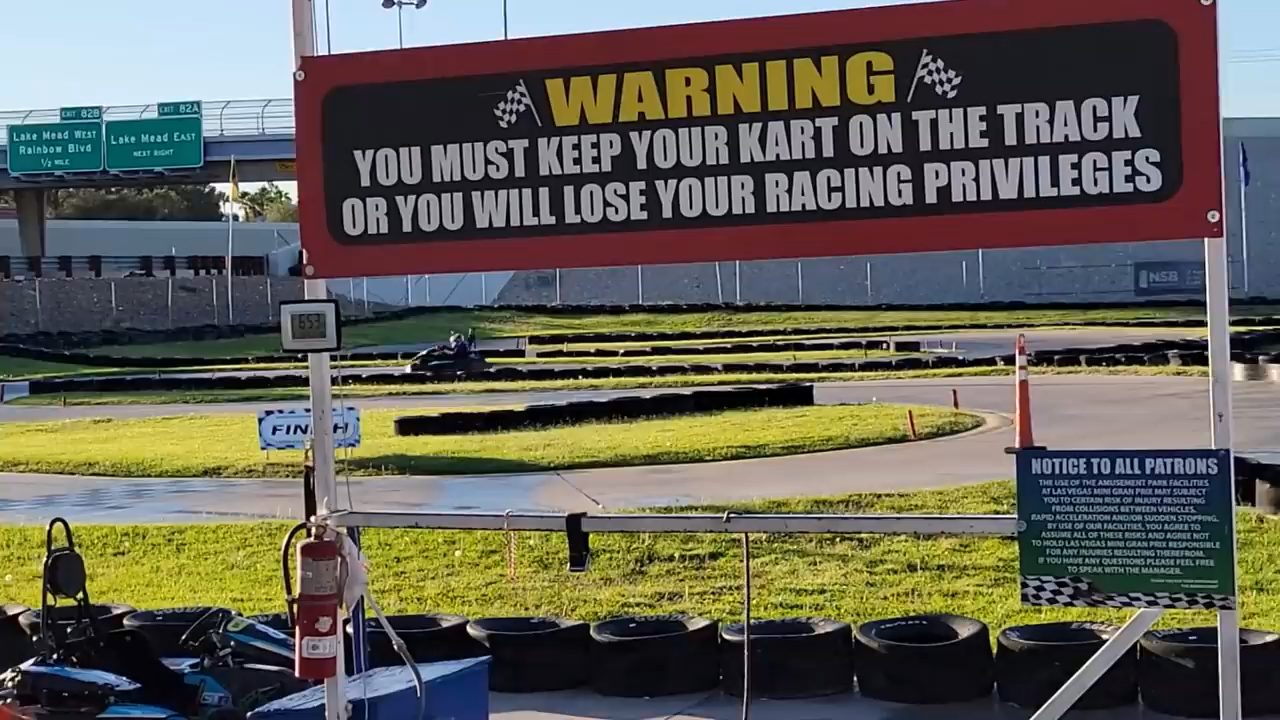 WARNING
YOU MUST KEEP YOUR KART ON THE TRACK
OR YOU WILL LOSE YOUR RACING PRIVILEGES
EXIT 82B
Lake Mead WEST
Rainbow Blvd
1/2 MILE
EXIT 82A
Lake Mead EAST
NEXT RIGHT
NSB
657
FINISH
NOTICE TO ALL PATRONS
THE USE OF THE AMUSEMENT PARK FACILITIES
AT LAS VEGAS MINI GRAN PRIX MAY SUBJECT
YOU TO CERTAIN RISK OF INJURY RESULTING
FROM COLLISIONS BETWEEN VEHICLES,
RAPID ACCELERATION AND/OR SUDDEN STOPPING.
BY USE OF OUR FACILITIES, YOU AGREE TO
ASSUME ALL OF THESE RISKS AND AGREE NOT
TO HOLD LAS VEGAS MINI GRAN PRIX RESPONSIBLE
FOR ANY INJURIES RESULTING THEREFROM.
IF YOU HAVE ANY QUESTIONS PLEASE FEEL FREE
TO SPEAK WITH THE MANAGER.